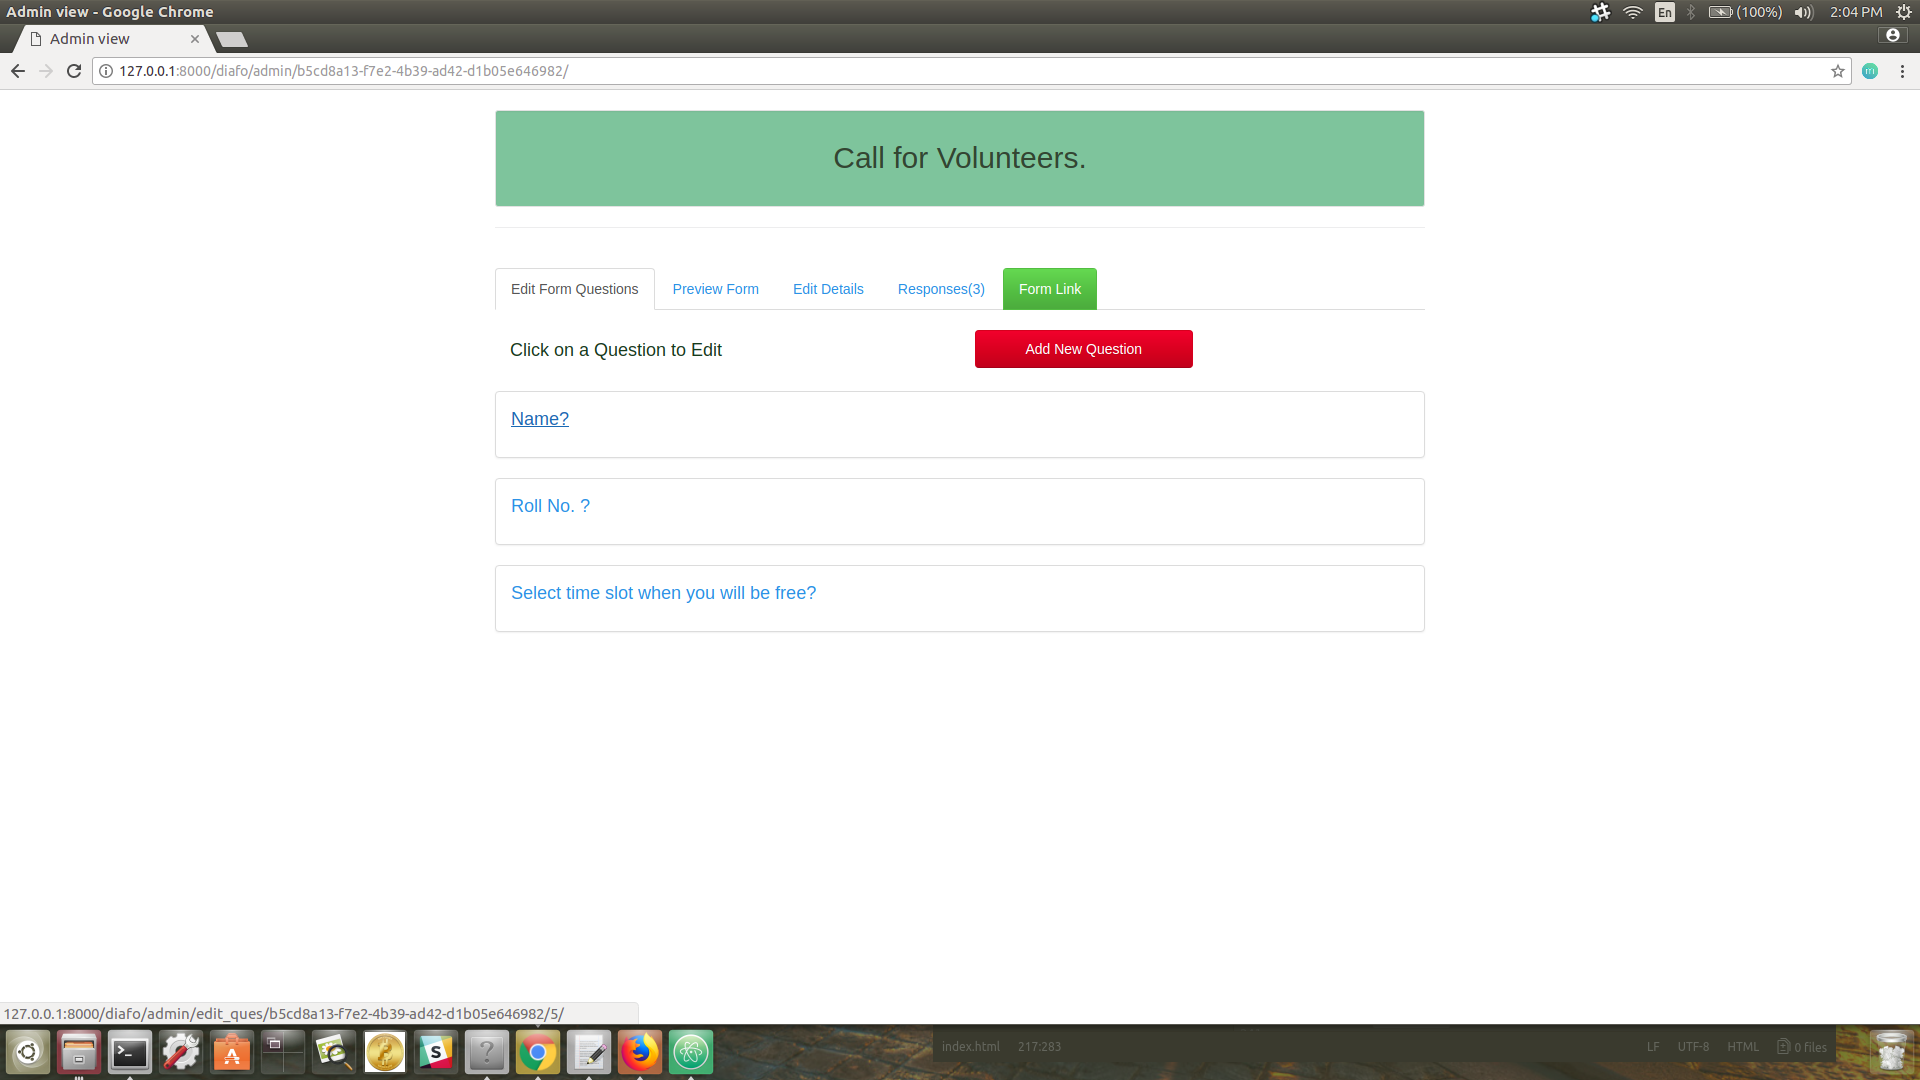 Admin view - Google Chrome
En
(100%)
2:04 PM
Admin view
127.0.0.1:8000/diafo/admin/b5cd8a13-f7e2-4b39-ad42-d1b05e646982/
Call for Volunteers.
Edit Form Questions
Preview Form
Edit Details
Responses(3)
Form Link
Click on a Question to Edit
Add New Question
Name?
Roll No. ?
Select time slot when you will be free?
127.0.0.1:8000/diafo/admin/edit_ques/b5cd8a13-f7e2-4b39-ad42-d1b05e646982/5/
index.html
217:283
LF
UTF-8
HTML
0 files